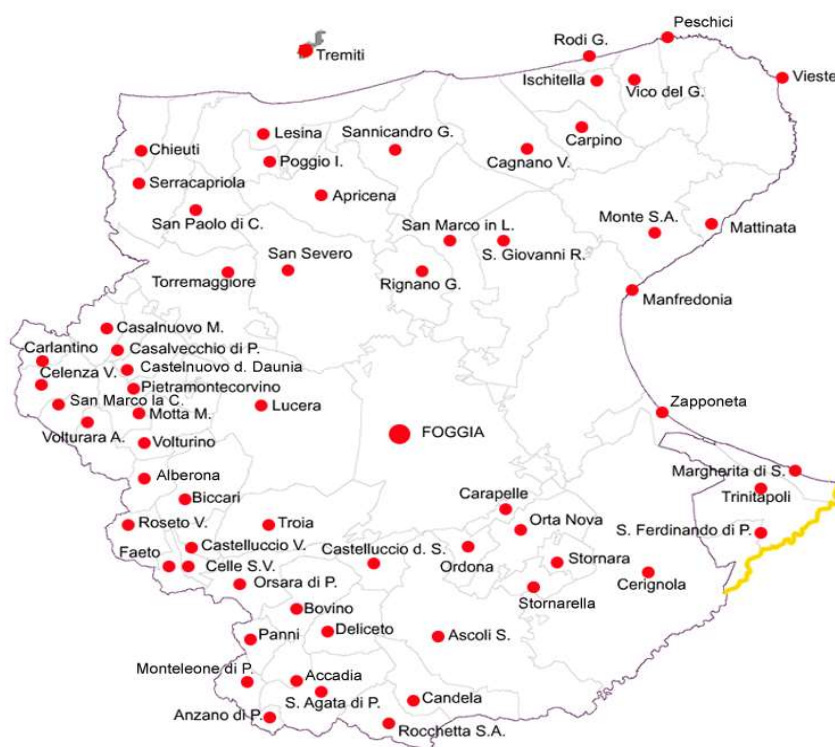 Peschici
Rodi G.
Tremiti
Vieste
Ischitella
Vico del G.
Lesina
Sannicandro G.
Carpino
Chieuti
Poggio I.
Cagnano V.
Serracapriola
Apricena
San Paolo di C.
San Marco in L.
Monte S.A.
Mattinata
San Severo
S. Giovanni R.
Torremaggiore
Rignano G.
Manfredonia
Casalnuovo M.
Carlantino
Casalvecchio di P.
Celenza V.
Castelnuovo d. Daunia
Pietramontecorvino
San Marco la C.
Motta M.
Lucera
Zapponeta
Volturara A.
Volturino
FOGGIA
Alberona
Margherita di S.
Biccari
Trinitapoli
Carapelle
Roseto V.
Troia
Orta Nova
S. Ferdinando di P.
Faeto
Castelluccio V.
Castelluccio d. S.
Ordona
Stornara
Celle S.V.
Cerignola
Orsara di P.
Stornarella
Bovino
Panni
Deliceto
Ascoli S.
Monteleone di P.
Accadia
S. Agata di P.
Candela
Anzano di P.
Rocchetta S.A.